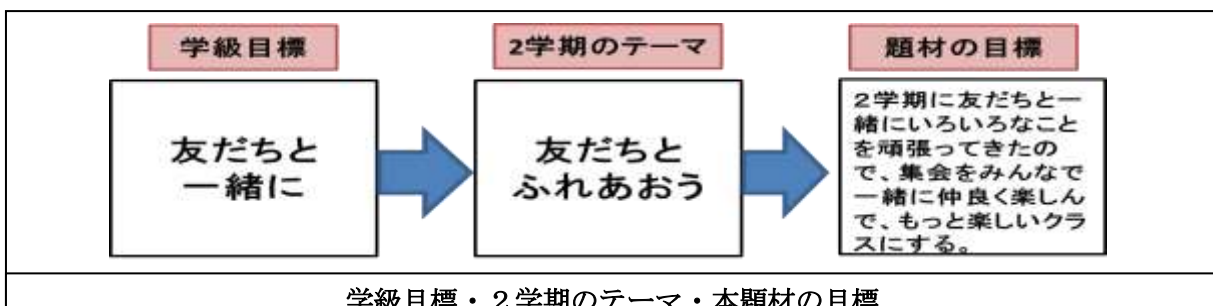 学級目標
友だちと
一緒に
2学期のテーマ
友だちと
ふれあおう
題材の目標
2学期に友だちと一
緒にいろいろなこと
を頑張ってきたの
で、集会をみんなで
一緒に仲良く楽しん
で、もっと楽しいクラ
スにする。
学級目標・2学期のテーマ・本題材の目標